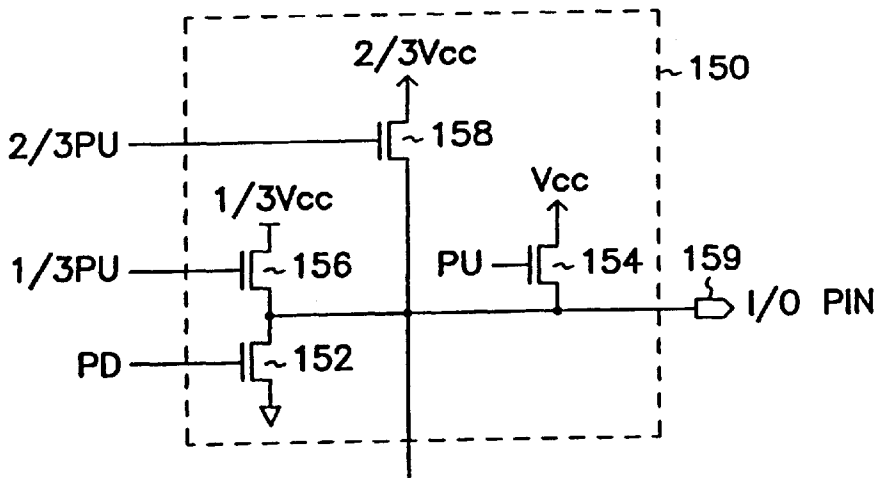 2/3Vcc
150
2/3PU
158
1/3Vcc
Vcc
1/3PU
156
PU
154
159
I/O PIN
PD
152